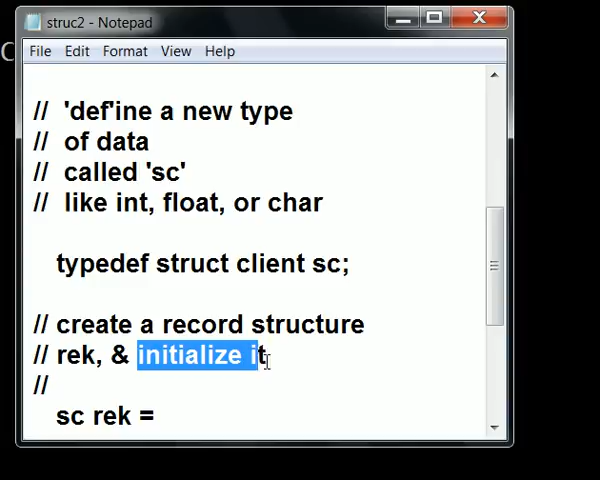 C
struc2 - Notepad
File Edit Format View Help
// 'def'ine a new type
// of data
// called 'sc'
// like int, float, or char
typedef struct client sc;
// create a record structure
// rek, & initialize it
//
sc rek =